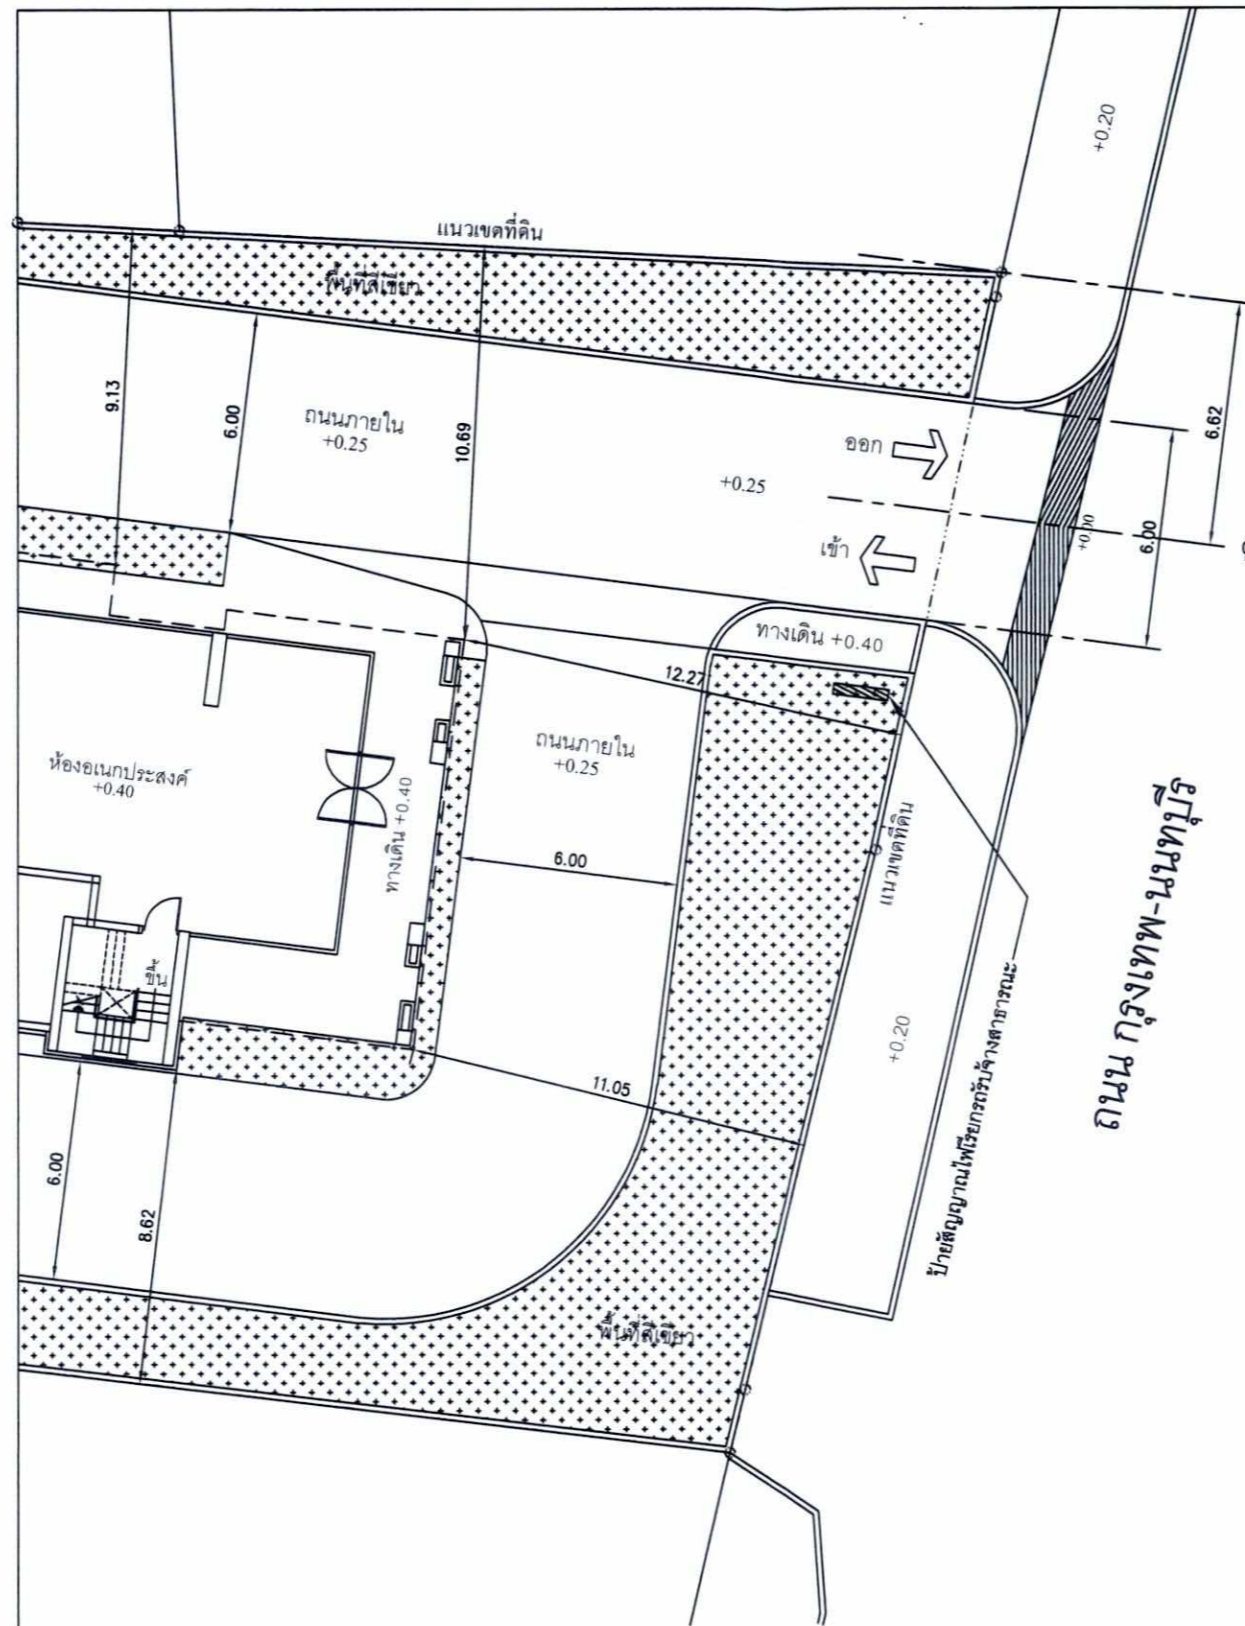 +0.20
แนวเขตที่ดิน
พื้นที่สีเขียว
9.13
6.00
ถนนภายใน
+0.25
10.69
ออก
6.62
+0.25
เข้า
+0.00
6.00
ทางเดิน +0.40
12.27
ถนนภายใน
+0.25
ห้องอเนกประสงค์
+0.40
ทางเดิน +0.40
6.00
แนวเขตที่ดิน
ถนน กรุงเทพ-นนทบุรี
ขึ้น
+0.20
ป้ายสัญญาณไฟเรียกรถรับจ้างสาธารณะ
11.05
6.00
8.62
พื้นที่สีเขียว